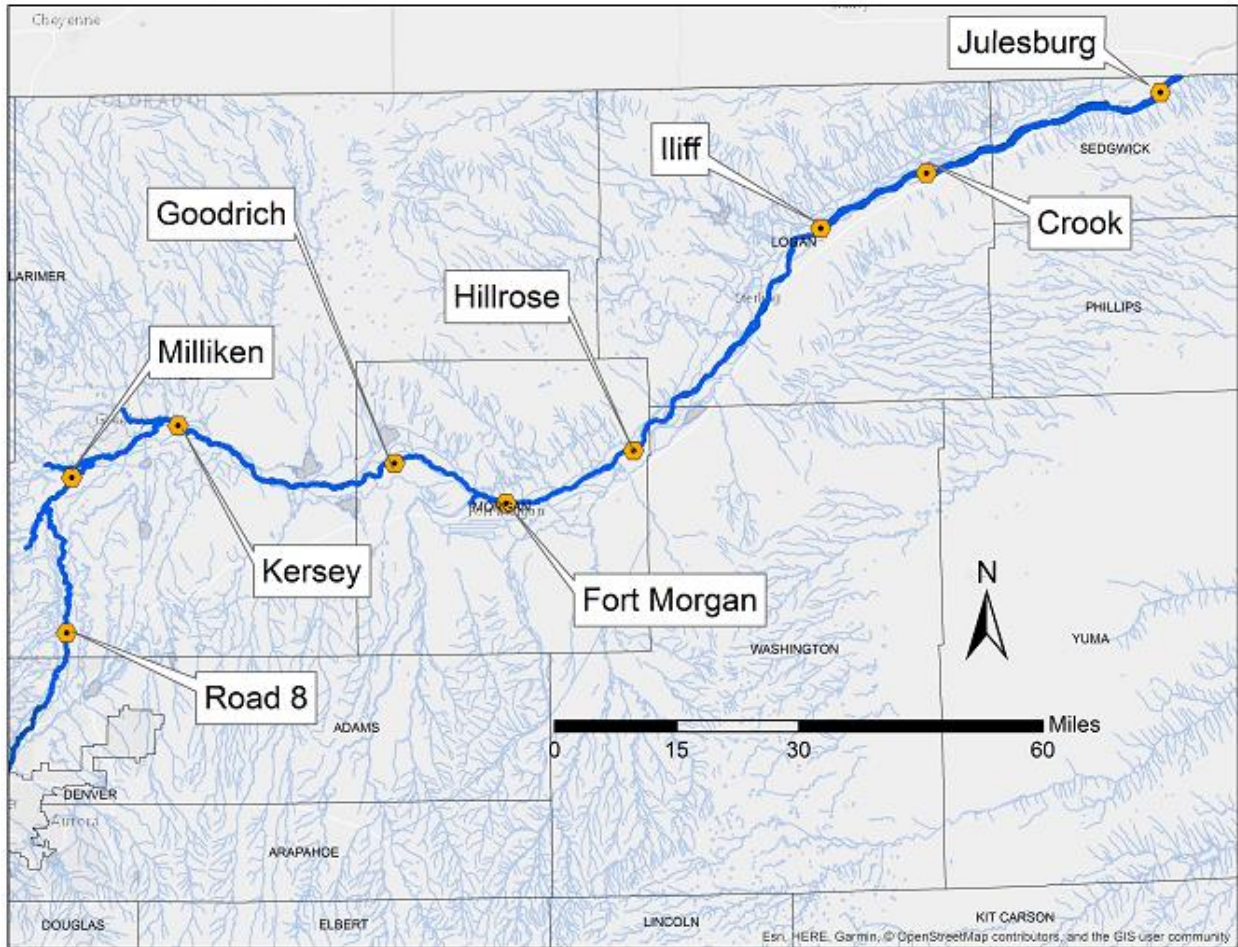 Cheyenne
Julesburg
COLORADO
SEDGWICK
Iliff
Goodrich
Crook
LOGAN
LARIMER
Hillrose
Sterling
PHILLIPS
Milliken
MORGAN
Kersey
Fort Morgan
N
YUMA
WASHINGTON
Road 8
ADAMS
Miles
0 15 30 60
DENVER
Aurora
ARAPAHOE
DOUGLAS
ELBERT
LINCOLN
KIT CARSON
Esri, HERE, Garmin, © OpenStreetMap contributors, and the GIS user community